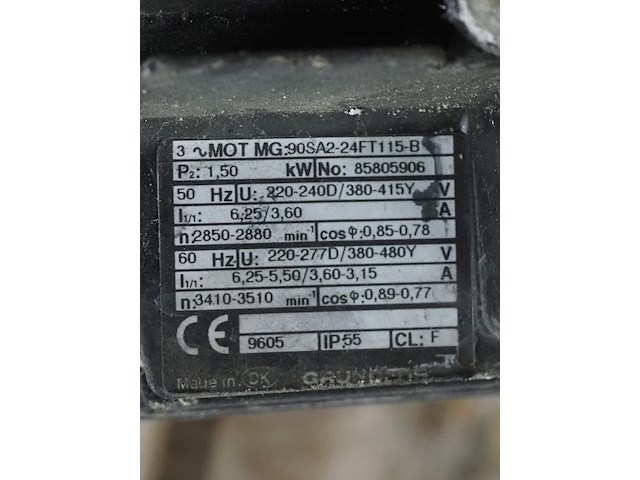 3 ∿MOT MG:90SA2-24FT115-B
P2: 1,50 kW No: 85805906
50 Hz U: 220-240D/380-415Y V
I1/1: 6,25/3,60 A
n:2850-2880 min-1 cosφ:0,85-0,78
60 Hz U: 220-277D/380-480Y V
I1/1: 6,25-5,50/3,60-3,15 A
n:3410-3510 min-1 cosφ:0,89-0,77
CE 9605 IP:55 CL: F
Made in DK GRUNDFOS